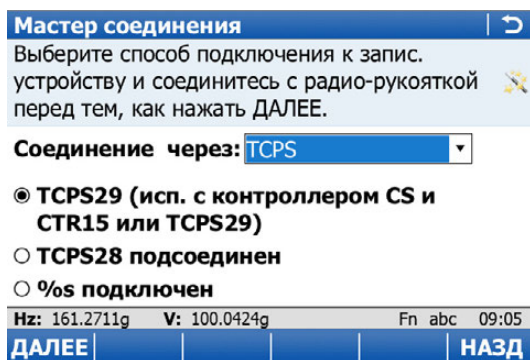 Мастер соединения
Выберите способ подключения к запис.
устройству и соединитесь с радио-рукояткой
перед тем, как нажать ДАЛЕЕ.
Соединение через: TCPS
TCPS29 (исп. с контроллером CS и
CTR15 или TCPS29)
TCPS28 подсоединен
%s подключен
Hz: 161.2711g V: 100.0424g Fn abc 09:05
ДАЛЕЕ НАЗД